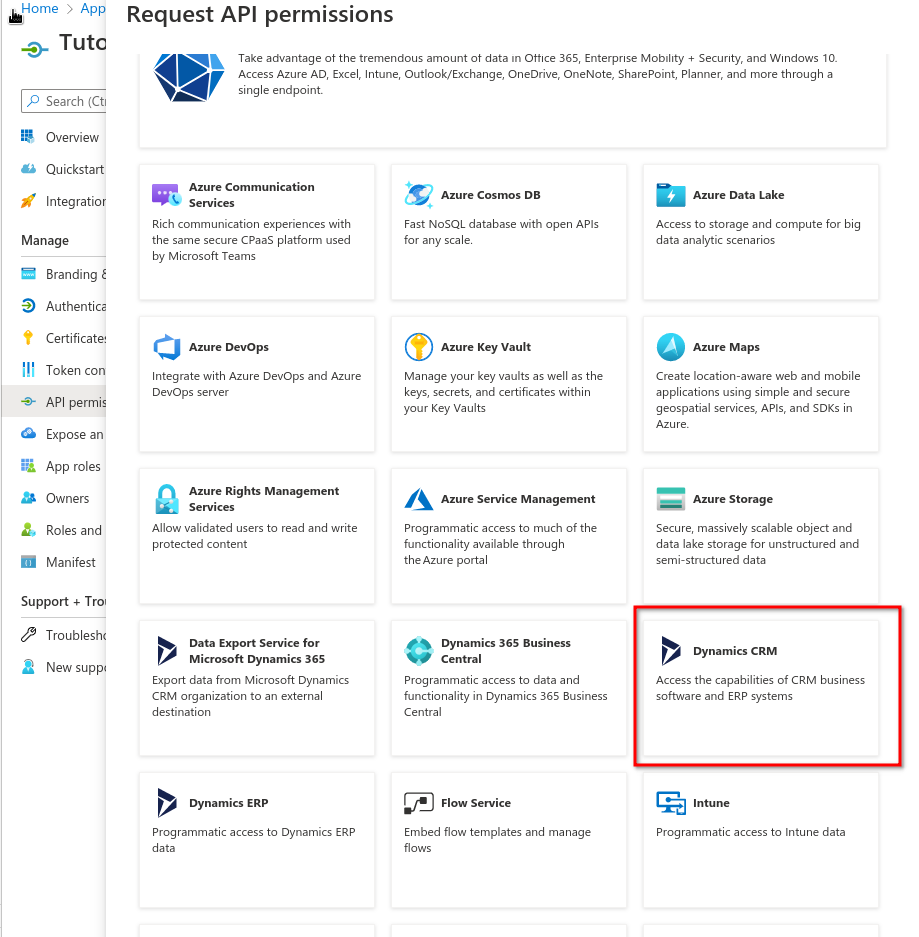 Home > App
Request API permissions
Tuto
Take advantage of the tremendous amount of data in Office 365, Enterprise Mobility + Security, and Windows 10.
Access Azure AD, Excel, Intune, Outlook/Exchange, OneDrive, OneNote, SharePoint, Planner, and more through a
single endpoint.
Search (Ctr
Overview
Quickstart
Integration
Manage
Branding &
Authentica
Certificates
Token con
API permis
Expose an
App roles
Owners
Roles and
Manifest
Support + Trou
Troublesho
New suppo
Azure Communication
Services
Rich communication experiences with
the same secure CPaaS platform used
by Microsoft Teams
Azure Cosmos DB
Fast NoSQL database with open APIs
for any scale.
Azure Data Lake
Access to storage and compute for big
data analytic scenarios
Azure DevOps
Integrate with Azure DevOps and Azure
DevOps server
Azure Key Vault
Manage your key vaults as well as the
keys, secrets, and certificates within
your Key Vaults
Azure Maps
Create location-aware web and mobile
applications using simple and secure
geospatial services, APIs, and SDKs in
Azure.
Azure Rights Management
Services
Allow validated users to read and write
protected content
Azure Service Management
Programmatic access to much of the
functionality available through
the Azure portal
Azure Storage
Secure, massively scalable object and
data lake storage for unstructured and
semi-structured data
Data Export Service for
Microsoft Dynamics 365
Export data from Microsoft Dynamics
CRM organization to an external
destination
Dynamics 365 Business
Central
Programmatic access to data and
functionality in Dynamics 365 Business
Central
Dynamics CRM
Access the capabilities of CRM business
software and ERP systems
Dynamics ERP
Programmatic access to Dynamics ERP
data
Flow Service
Embed flow templates and manage
flows
Intune
Programmatic access to Intune data